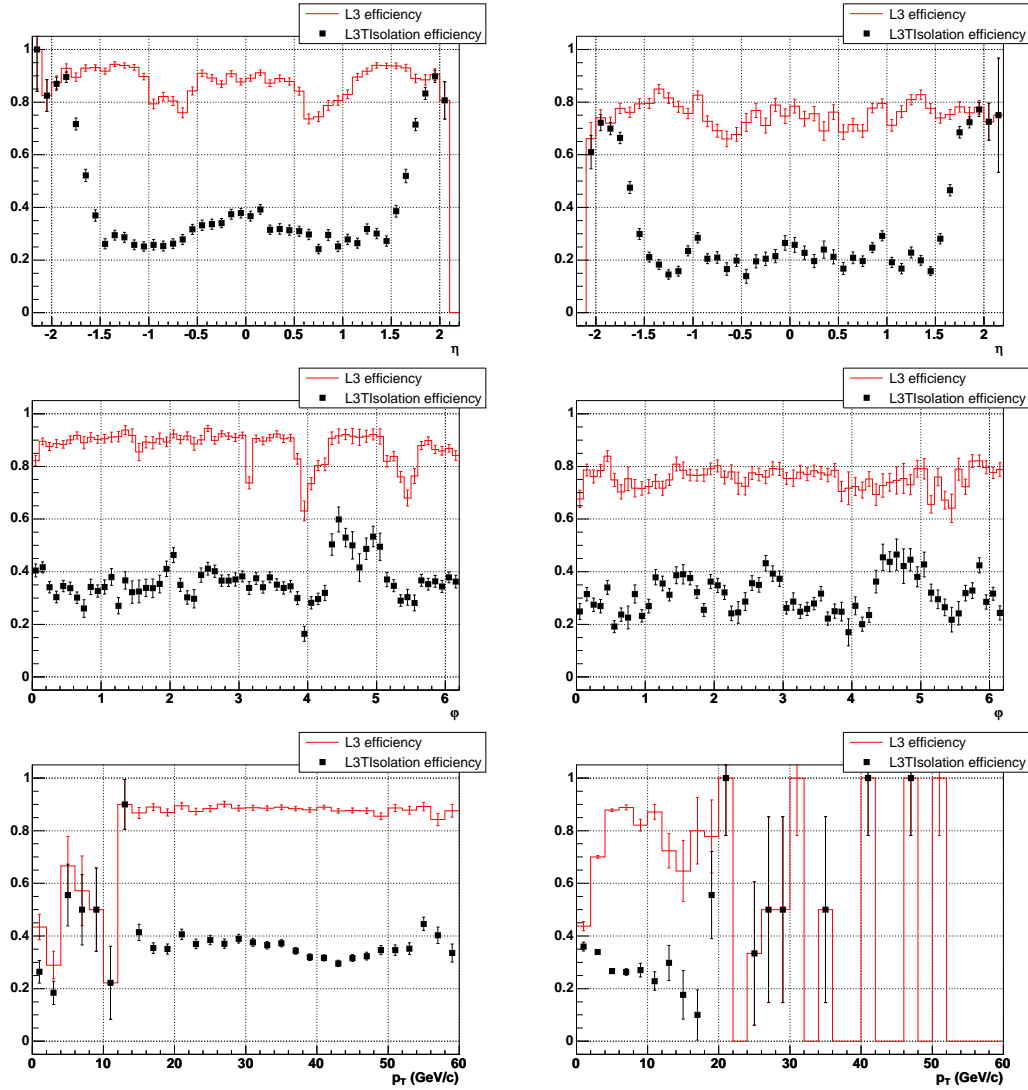 L3 efficiency
L3TIsolation efficiency
1
0.8
0.6
0.4
0.2
0
-2 -1.5 -1 -0.5 0 0.5 1 1.5 2
η
L3 efficiency
L3TIsolation efficiency
1
0.8
0.6
0.4
0.2
0
-2 -1.5 -1 -0.5 0 0.5 1 1.5 2
η
L3 efficiency
L3TIsolation efficiency
1
0.8
0.6
0.4
0.2
0
0 1 2 3 4 5 6
φ
L3 efficiency
L3TIsolation efficiency
1
0.8
0.6
0.4
0.2
0
0 1 2 3 4 5 6
φ
L3 efficiency
L3TIsolation efficiency
1
0.8
0.6
0.4
0.2
0
0 10 20 30 40 50 60
p_T (GeV/c)
L3 efficiency
L3TIsolation efficiency
1
0.8
0.6
0.4
0.2
0
0 10 20 30 40 50 60
p_T (GeV/c)